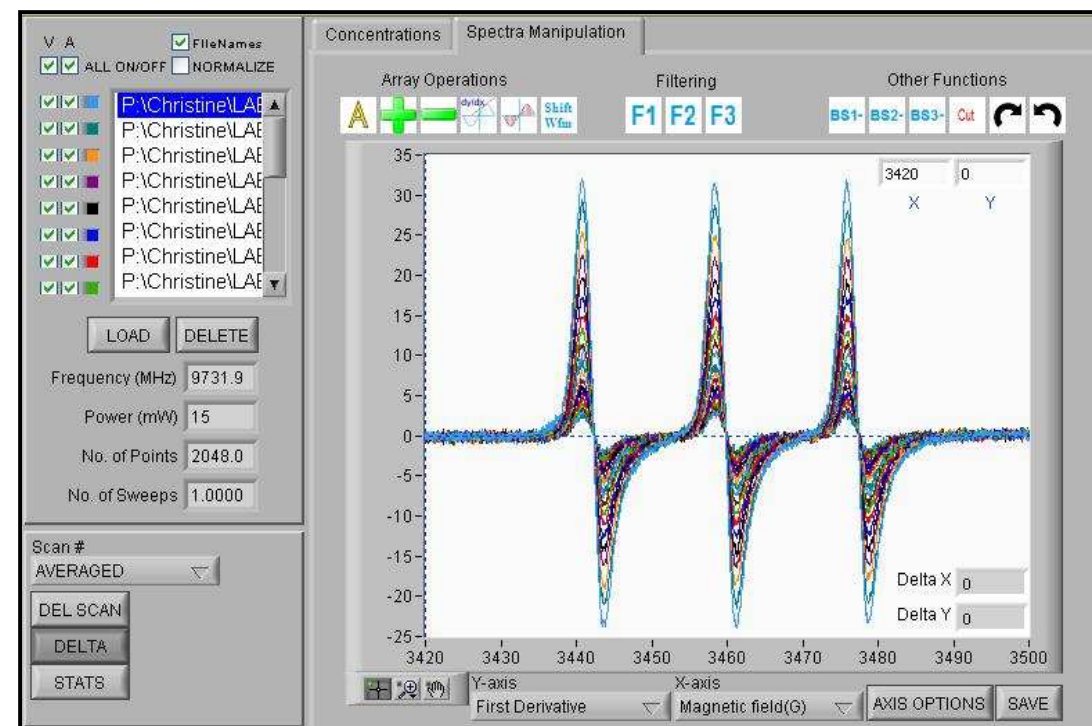 V A
FIleNames
ALL ON/OFF
NORMALIZE
P:\Christine\LAE
P:\Christine\LAE
P:\Christine\LAE
P:\Christine\LAE
P:\Christine\LAE
P:\Christine\LAE
P:\Christine\LAE
P:\Christine\LAE
LOAD
DELETE
Frequency (MHz) 9731.9
Power (mW) 15
No. of Points 2048.0
No. of Sweeps 1.0000
Scan #
AVERAGED
DEL SCAN
DELTA
STATS
Concentrations
Spectra Manipulation
Array Operations
Filtering
Other Functions
A
dy/dx
Shift
Wfm
F1 F2 F3
BS1- BS2- BS3- Cut
3420 0
X Y
35
30
25
20
15
10
5
0
-5
-10
-15
-20
-25
Delta X 0
Delta Y 0
3420 3430 3440 3450 3460 3470 3480 3490 3500
Y-axis
First Derivative
X-axis
Magnetic field(G)
AXIS OPTIONS
SAVE